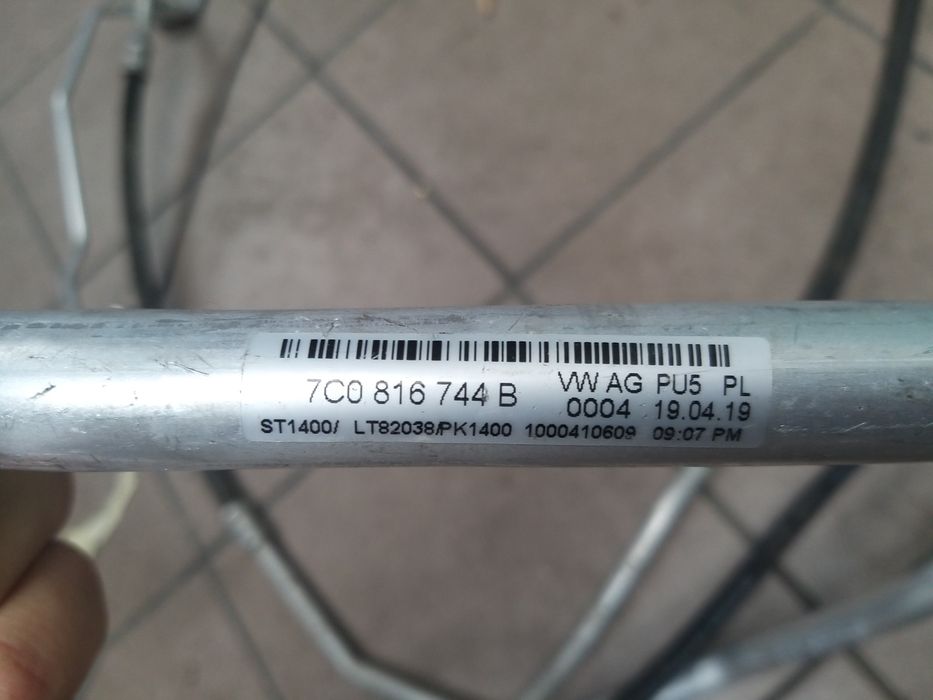 7C0 816 744 B VW AG PU5 PL
0004 19.04.19
ST1400/ LT82038/PK1400 1000410609 09:07 PM